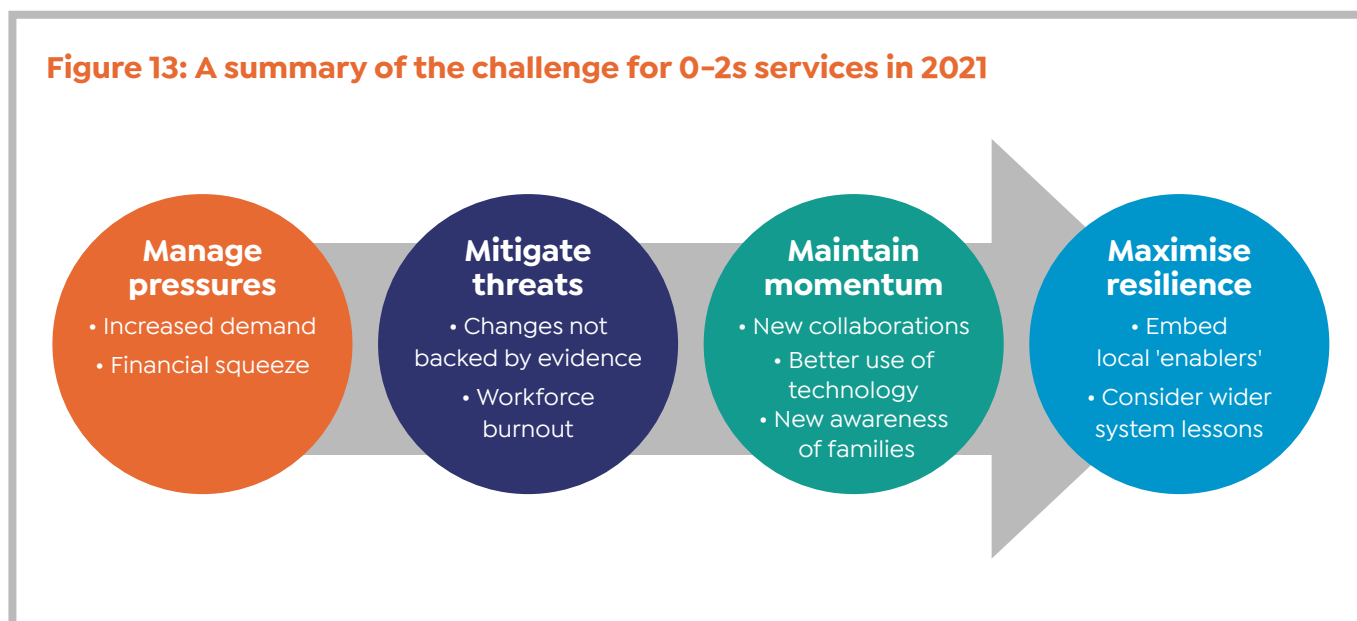 Figure 13: A summary of the challenge for 0-2s services in 2021
Manage
pressures
• Increased demand
• Financial squeeze
Mitigate
threats
• Changes not
backed by evidence
• Workforce
burnout
Maintain
momentum
• New collaborations
• Better use of
technology
• New awareness
of families
Maximise
resilience
• Embed
local 'enablers'
• Consider wider
system lessons